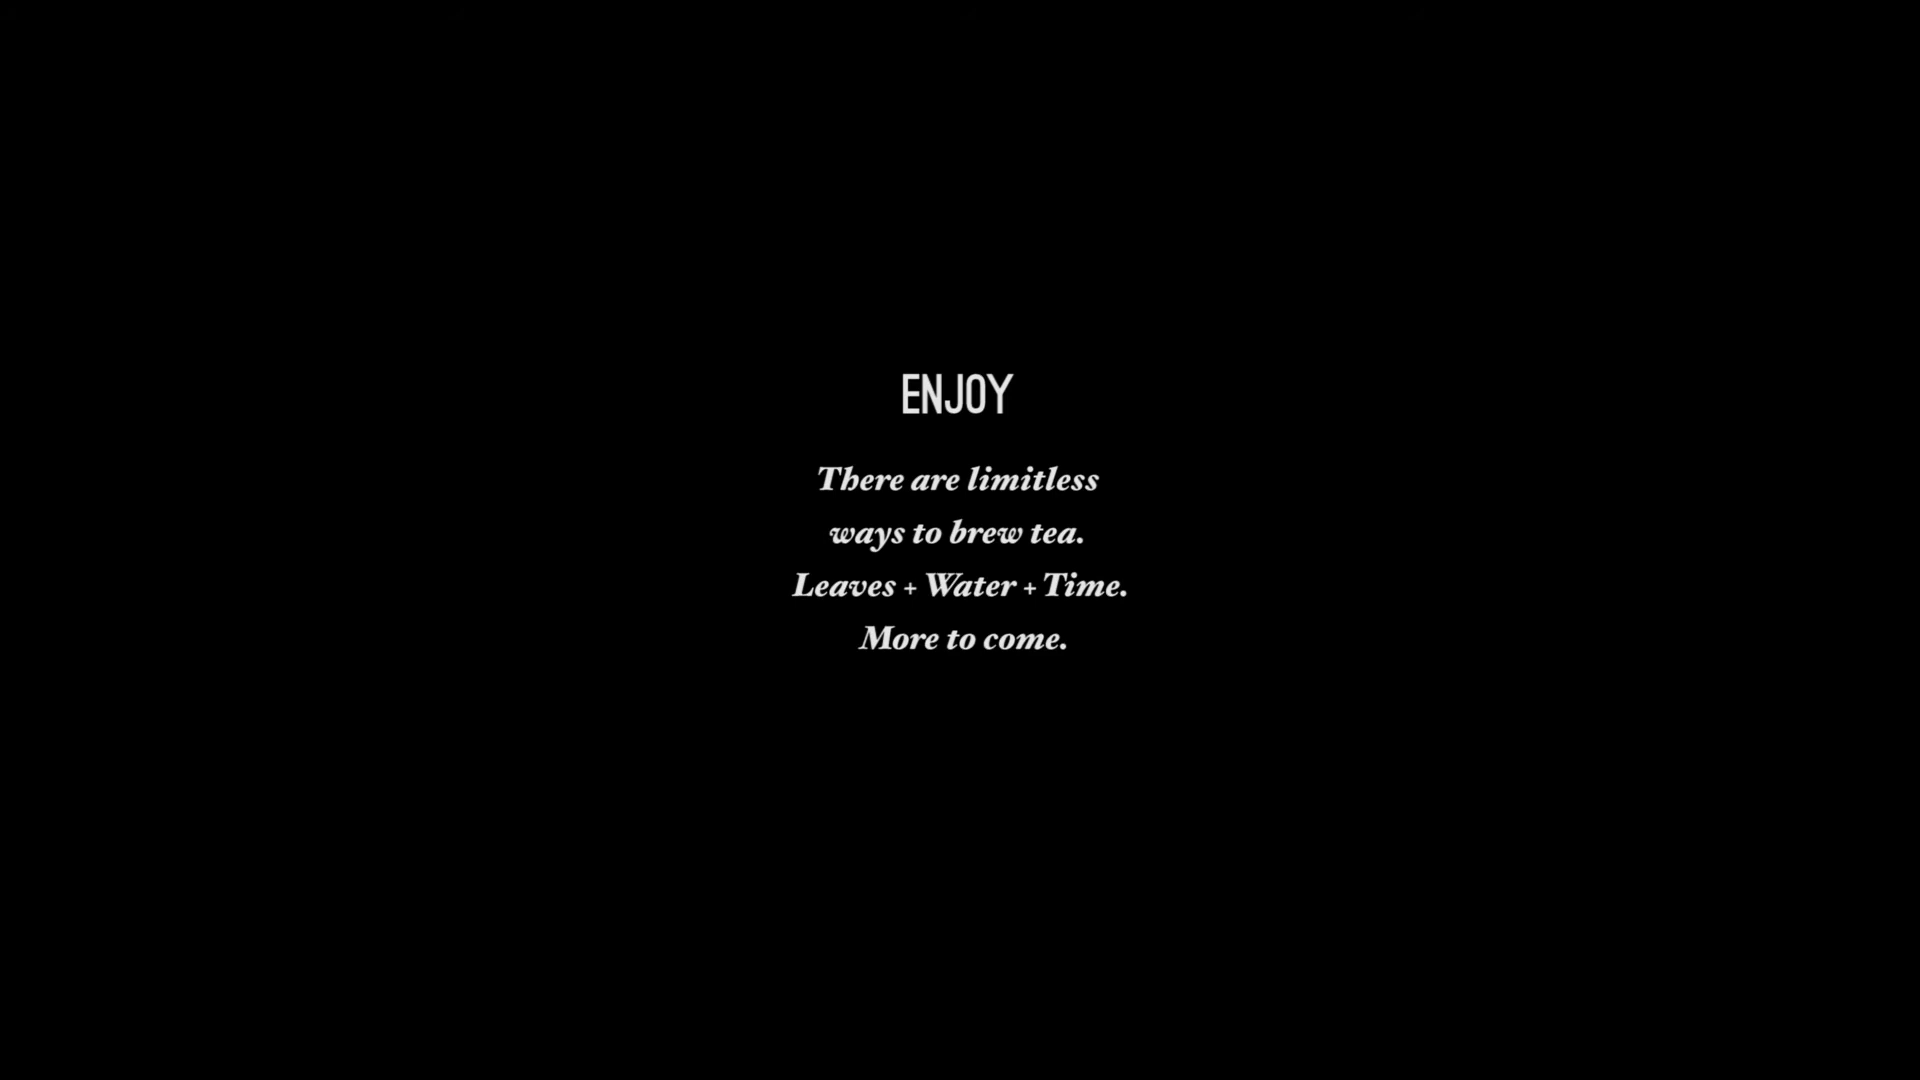 ENJOY
There are limitless
ways to brew tea.
Leaves + Water + Time.
More to come.